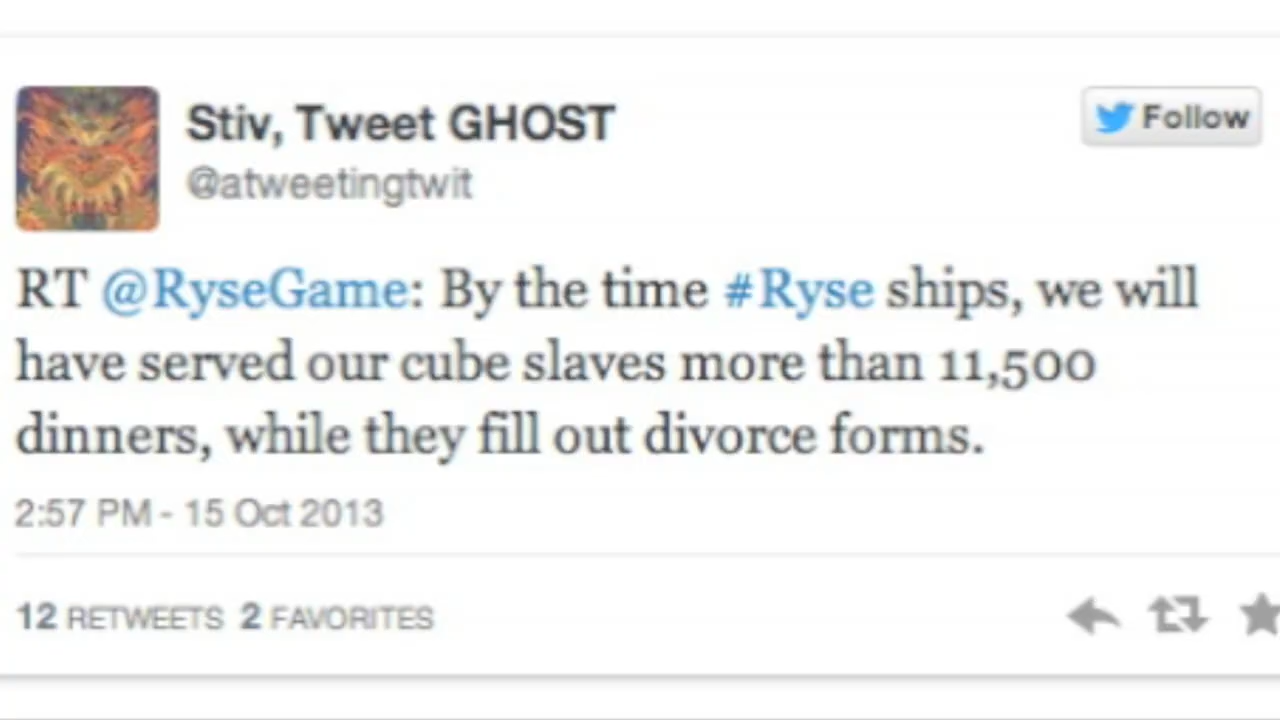 Stiv, Tweet GHOST
Follow
@atweetingtwit
RT @RyseGame: By the time #Ryse ships, we will
have served our cube slaves more than 11,500
dinners, while they fill out divorce forms.
2:57 PM - 15 Oct 2013
12 RETWEETS 2 FAVORITES